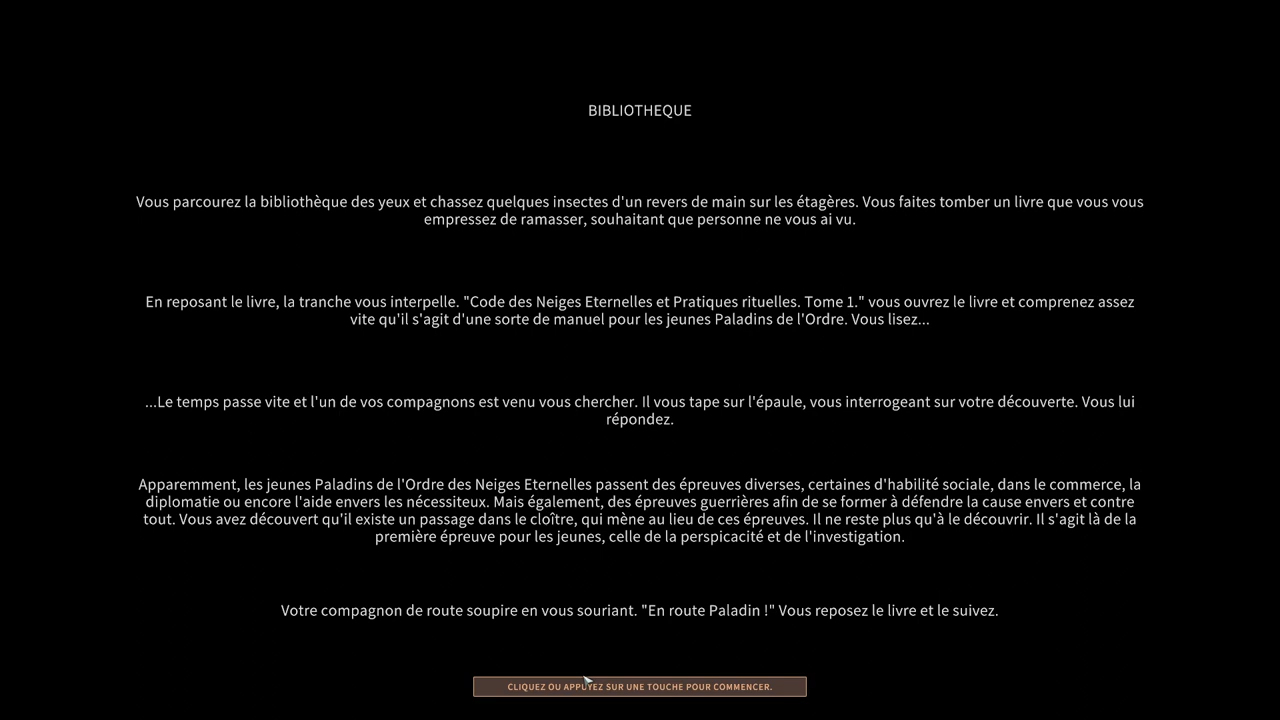 BIBLIOTHEQUE
Vous parcourez la bibliothèque des yeux et chassez quelques insectes d'un revers de main sur les étagères. Vous faites tomber un livre que vous vous
empressez de ramasser, souhaitant que personne ne vous ai vu.
En reposant le livre, la tranche vous interpelle. "Code des Neiges Eternelles et Pratiques rituelles. Tome 1." vous ouvrez le livre et comprenez assez
vite qu'il s'agit d'une sorte de manuel pour les jeunes Paladins de l'Ordre. Vous lisez...
...Le temps passe vite et l'un de vos compagnons est venu vous chercher. Il vous tape sur l'épaule, vous interrogeant sur votre découverte. Vous lui
répondez.
Apparemment, les jeunes Paladins de l'Ordre des Neiges Eternelles passent des épreuves diverses, certaines d'habilité sociale, dans le commerce, la
diplomatie ou encore l'aide envers les nécessiteux. Mais également, des épreuves guerrières afin de se former à défendre la cause envers et contre
tout. Vous avez découvert qu'il existe un passage dans le cloître, qui mène au lieu de ces épreuves. Il ne reste plus qu'à le découvrir. Il s'agit là de la
première épreuve pour les jeunes, celle de la perspicacité et de l'investigation.
Votre compagnon de route soupire en vous souriant. "En route Paladin !" Vous reposez le livre et le suivez.
CLIQUEZ OU APPUYEZ SUR UNE TOUCHE POUR COMMENCER.